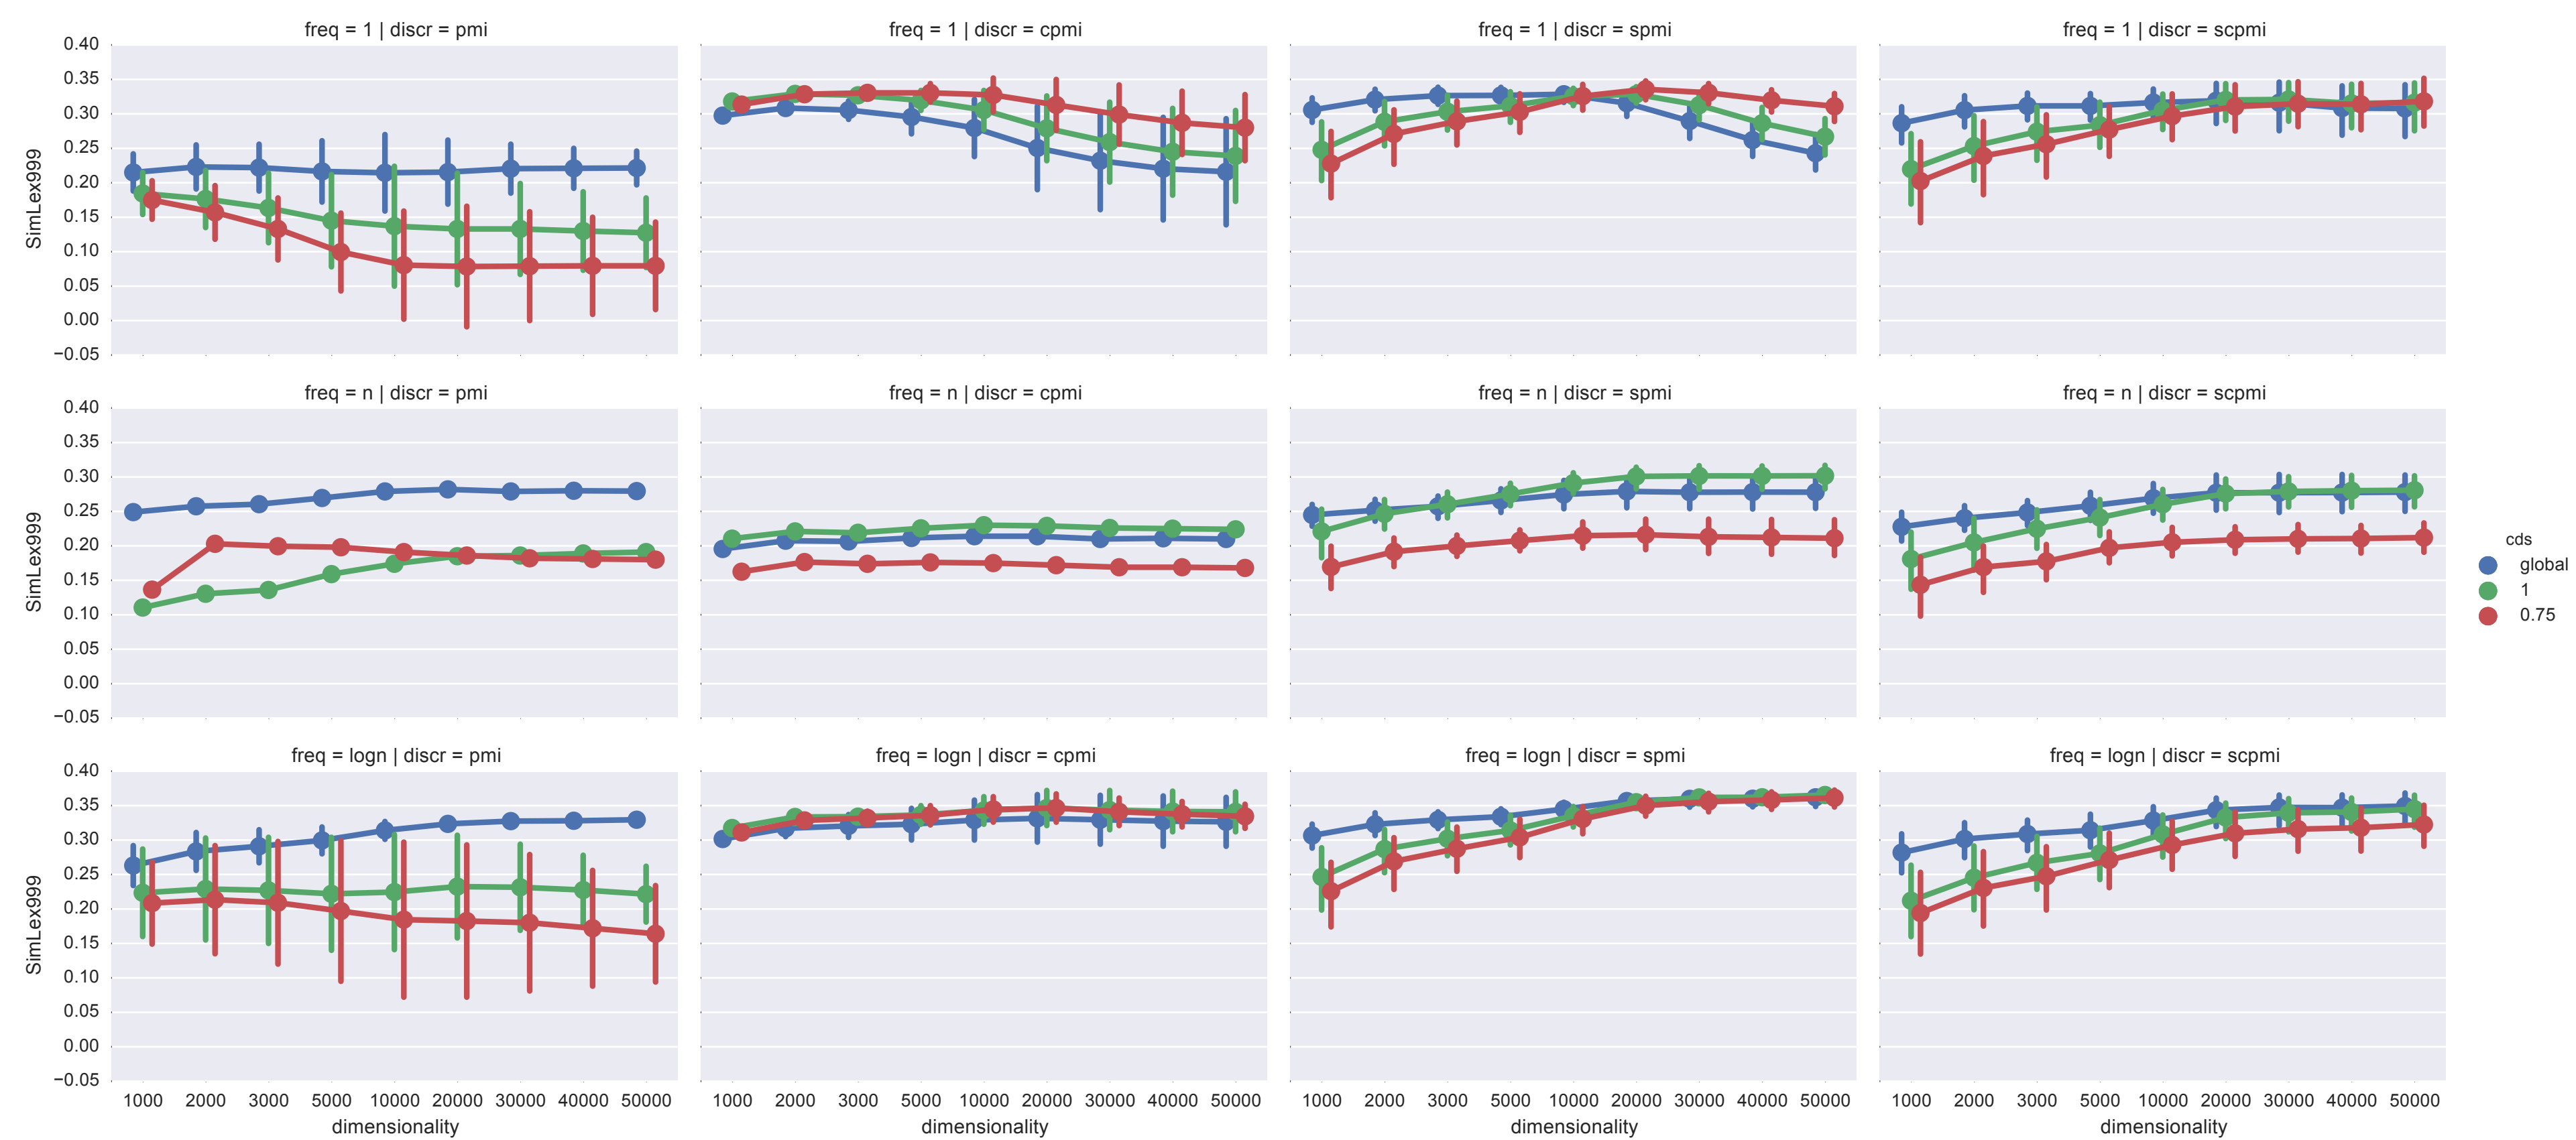 freq = 1 | discr = pmi
freq = 1 | discr = cpmi
freq = 1 | discr = spmi
freq = 1 | discr = scpmi
0.40
0.35
0.30
0.25
0.20
0.15
0.10
0.05
0.00
−0.05
SimLex999
freq = n | discr = pmi
freq = n | discr = cpmi
freq = n | discr = spmi
freq = n | discr = scpmi
0.40
0.35
0.30
0.25
0.20
0.15
0.10
0.05
0.00
−0.05
SimLex999
cds
global
1
0.75
freq = logn | discr = pmi
freq = logn | discr = cpmi
freq = logn | discr = spmi
freq = logn | discr = scpmi
0.40
0.35
0.30
0.25
0.20
0.15
0.10
0.05
0.00
−0.05
SimLex999
1000 2000 3000 5000 10000 20000 30000 40000 50000
dimensionality
1000 2000 3000 5000 10000 20000 30000 40000 50000
dimensionality
1000 2000 3000 5000 10000 20000 30000 40000 50000
dimensionality
1000 2000 3000 5000 10000 20000 30000 40000 50000
dimensionality